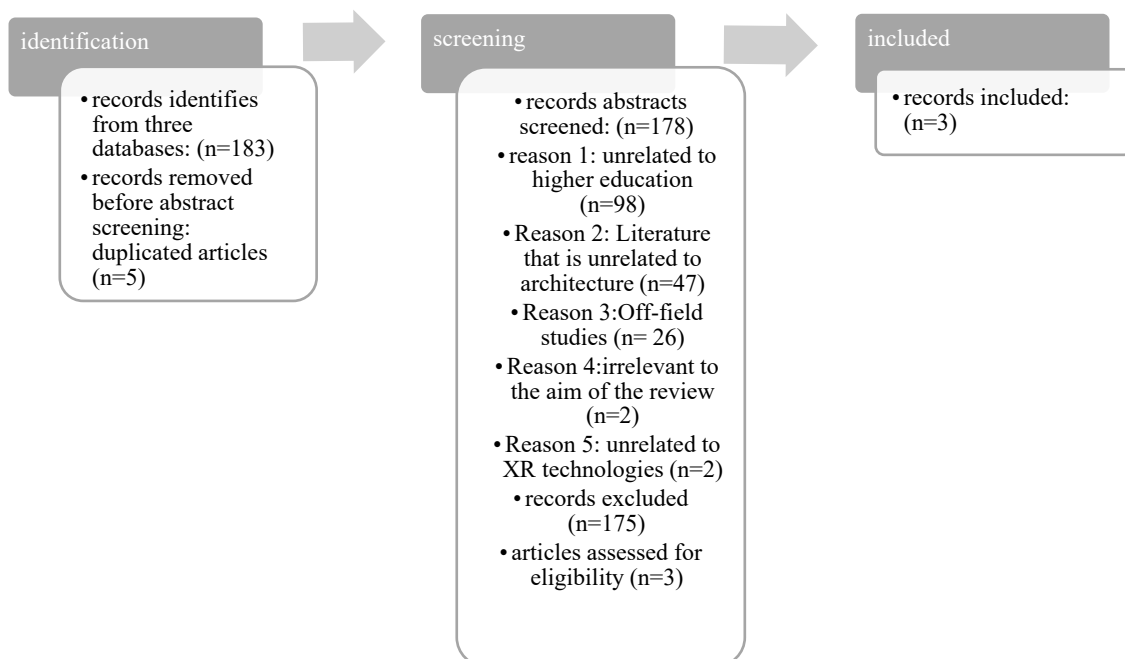 identification
• records identifies
from three
databases: (n=183)
• records removed
before abstract
screening:
duplicated articles
(n=5)
screening
• records abstracts
screened: (n=178)
• reason 1: unrelated to
higher education
(n=98)
• Reason 2: Literature
that is unrelated to
architecture (n=47)
• Reason 3:Off-field
studies (n= 26)
• Reason 4:irrelevant to
the aim of the review
(n=2)
• Reason 5: unrelated to
XR technologies (n=2)
• records excluded
(n=175)
• articles assessed for
eligibility (n=3)
included
• records included:
(n=3)